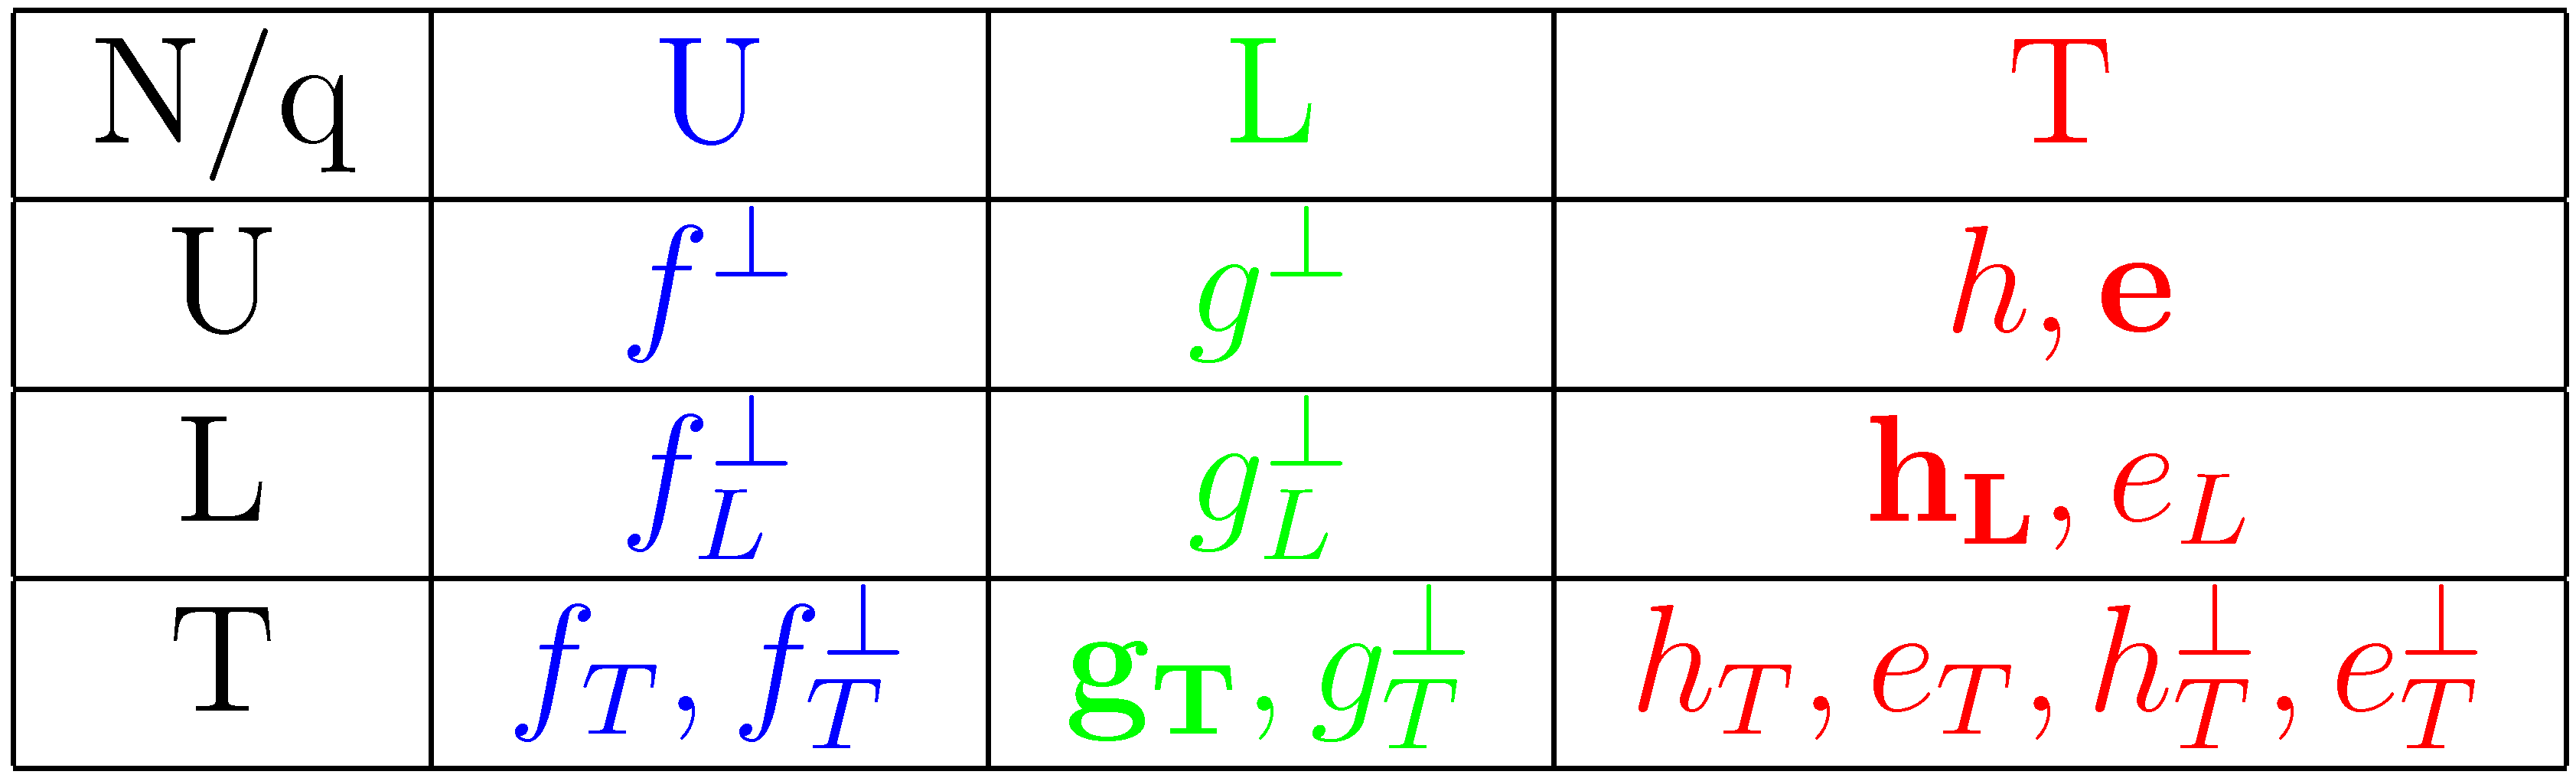 N/q U L T
U f^⊥ g^⊥ h, e
L f_L^⊥ g_L^⊥ h_L, e_L
T f_T, f_T^⊥ g_T, g_T^⊥ h_T, e_T, h_T^⊥, e_T^⊥